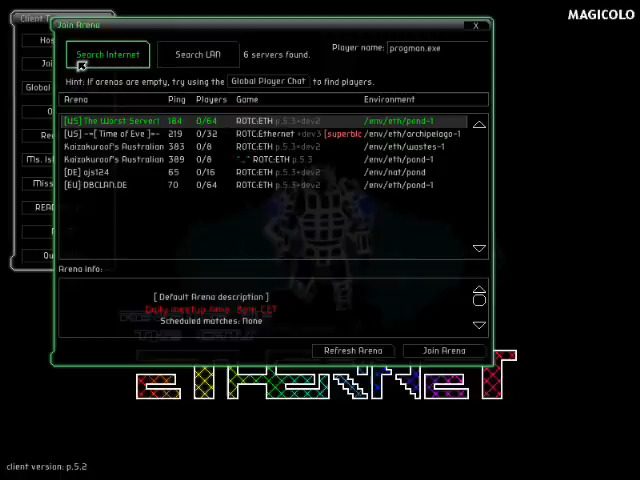 MAGICOLO
Join Arena
X
Search Internet
Search LAN
6 servers found.
Player name:
progman.exe
Hint: If arenas are empty, try using the Global Player Chat to find players.
Arena Ping Players Game Environment
[US] The Worst Server! 184 0/64 ROTC:ETH p.5.3+dev2 /env/eth/pond-1
[US] -=[ Time of Eve ]=- 219 0/32 ROTC:Ethernet +dev3 [superblc /env/eth/archipelago-1
Kaizakuroof's Australian 383 0/8 ROTC:ETH p.5.3+dev2 /env/eth/wastes-1
Kaizakuroof's Australian 389 0/8 ROTC:ETH p.5.3 /env/eth/pond-1
[DE] ojs124 65 0/16 ROTC:ETH p.5.3+dev2 /env/nat/pond
[EU] DBCLAN.DE 70 0/64 ROTC:ETH p.5.3+dev2 /env/eth/pond-1
Arena info:
[ Default Arena description ]
Daily meetup time: 8pm CET
Scheduled matches: None
Refresh Arena
Join Arena
client version: p.5.2